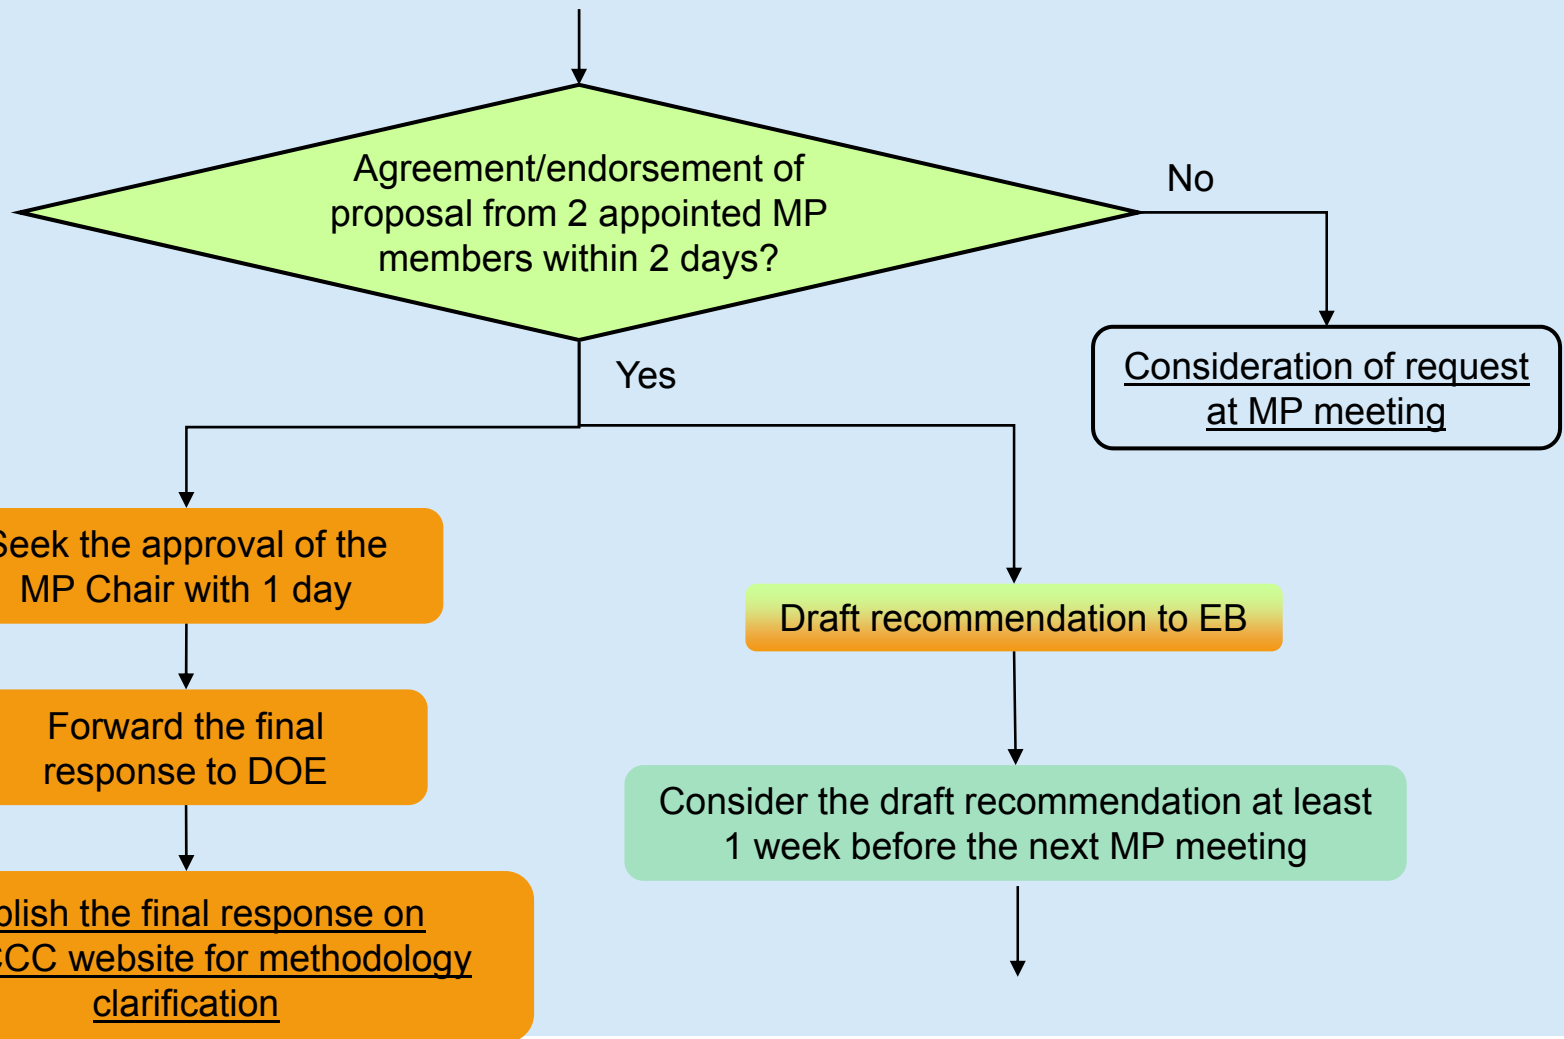 Agreement/endorsement of
proposal from 2 appointed MP
members within 2 days?
No
Yes
Consideration of request
at MP meeting
Seek the approval of the
MP Chair with 1 day
Draft recommendation to EB
Forward the final
response to DOE
Consider the draft recommendation at least
1 week before the next MP meeting
the final response on
website for methodology
clarification